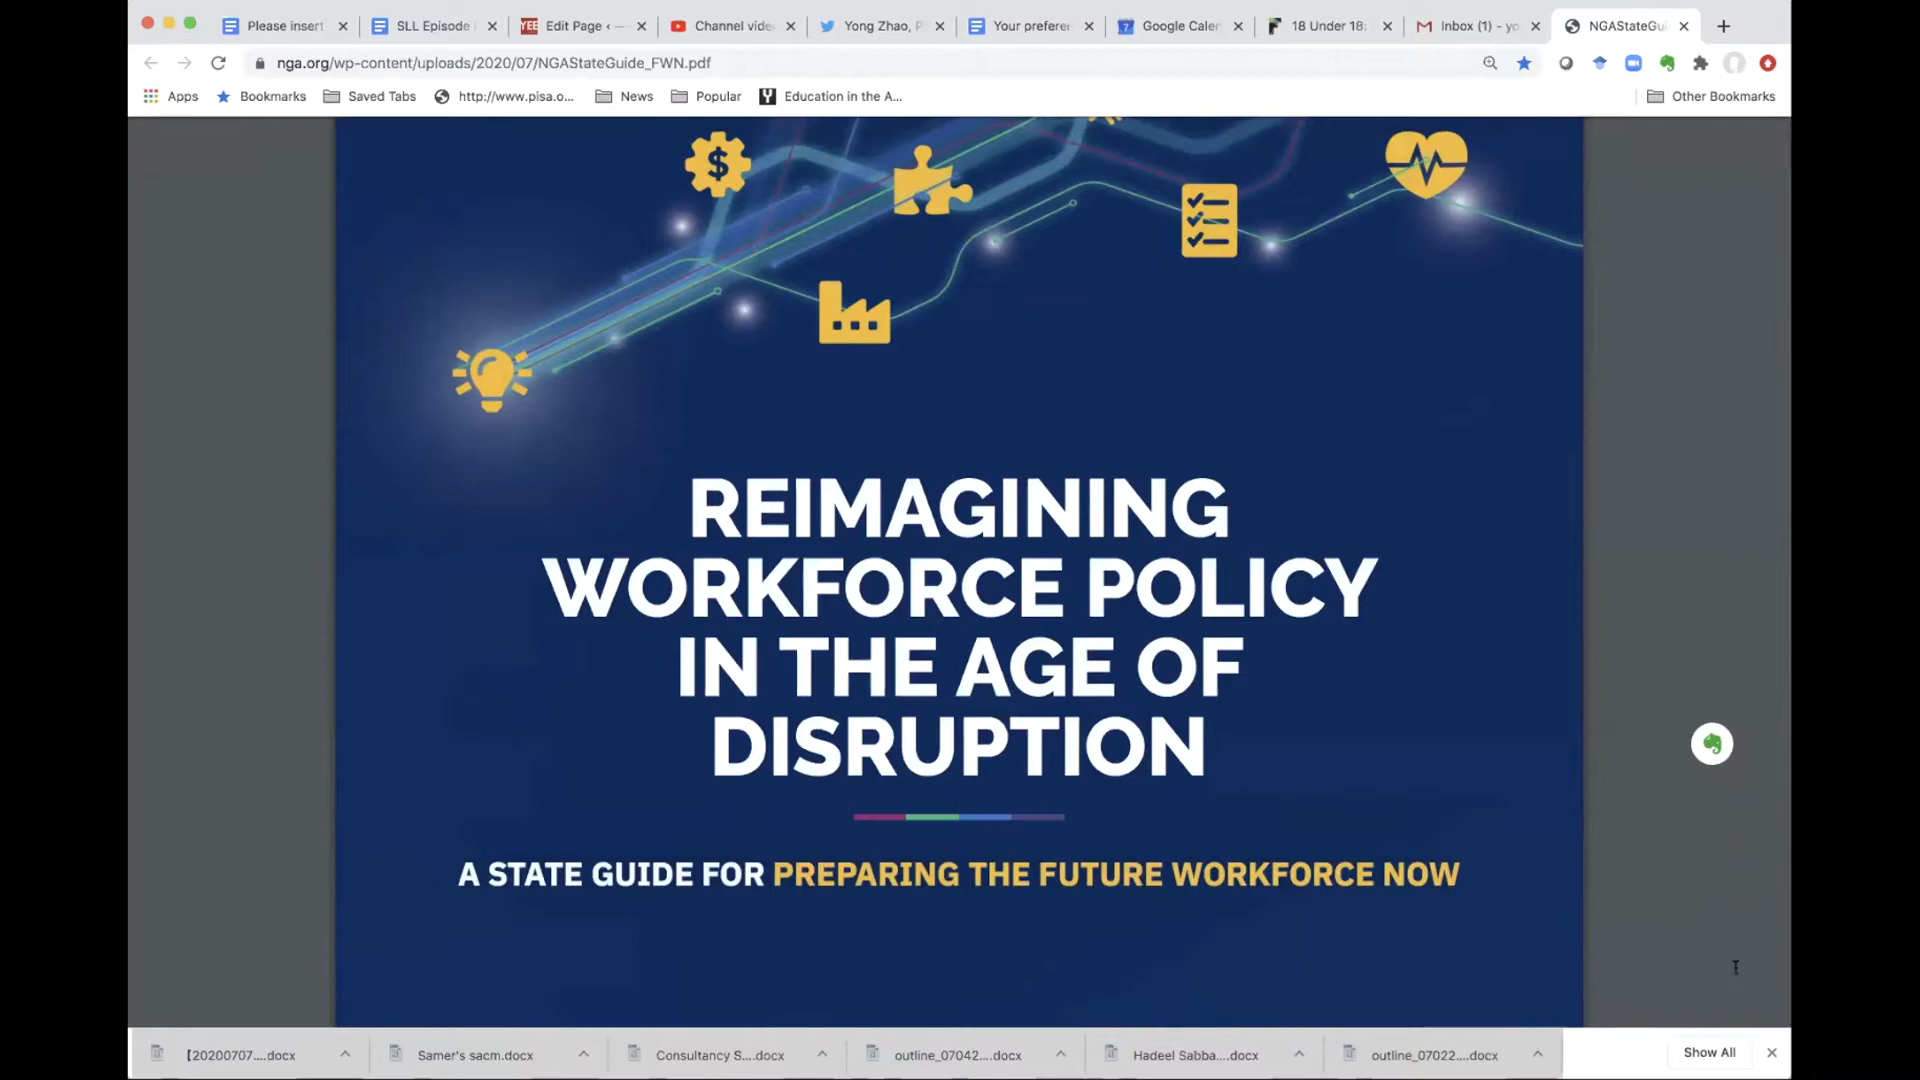 Please insert
SLL Episode
YEE Edit Page ‹ —
Channel vide
Yong Zhao, P
Your prefere
7 Google Caler
18 Under 18:
Inbox (1) - yo
NGAStateGui
nga.org/wp-content/uploads/2020/07/NGAStateGuide_FWN.pdf
Apps
Bookmarks
Saved Tabs
http://www.pisa.o...
News
Popular
Education in the A...
Other Bookmarks
$
REIMAGINING
WORKFORCE POLICY
IN THE AGE OF
DISRUPTION
A STATE GUIDE FOR PREPARING THE FUTURE WORKFORCE NOW
【20200707....docx
Samer's sacm.docx
Consultancy S....docx
outline_07042....docx
Hadeel Sabba....docx
outline_07022....docx
Show All